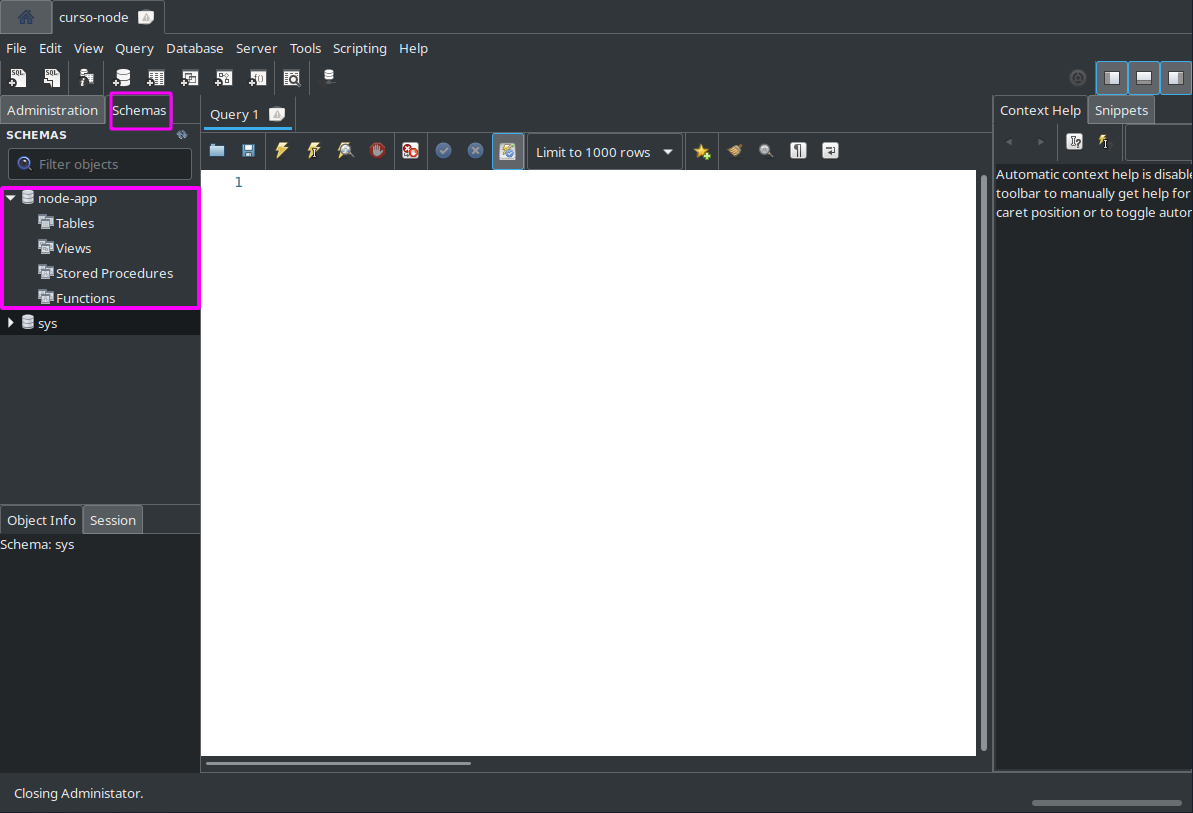 curso-node
File Edit View Query Database Server Tools Scripting Help
Administration Schemas Query 1 Context Help Snippets
SCHEMAS
Filter objects
Limit to 1000 rows
1
Automatic context help is disable
toolbar to manually get help for
caret position or to toggle autor
node-app
Tables
Views
Stored Procedures
Functions
sys
Object Info Session
Schema: sys
Closing Administator.